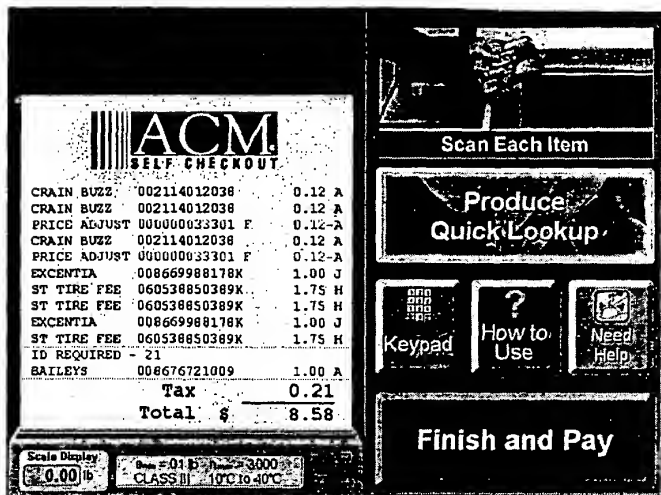 ACM
SELF CHECKOUT
CRAIN BUZZ 002114012038 0.12 A
CRAIN BUZZ 002114012038 0.12 A
PRICE ADJUST 000000033301 F 0.12-A
CRAIN BUZZ 002114012038 0.12 A
PRICE ADJUST 000000033301 F 0.12-A
EXCENTIA 008669988178K 1.00 J
ST TIRE FEE 060538850389K 1.75 H
ST TIRE FEE 060538850389K 1.75 H
EXCENTIA 008669988178K 1.00 J
ST TIRE FEE 060538850389K 1.75 H
ID REQUIRED - 21
BAILEYS 008676721009 1.00 A
Tax 0.21
Total $ 8.58
Scale Display
0.00 lb
= .01 lb = 3000
CLASS III 10°C to 40°C
Scan Each Item
Produce
Quick Lookup
Keypad
?
How to
Use
Need
Help
Finish and Pay